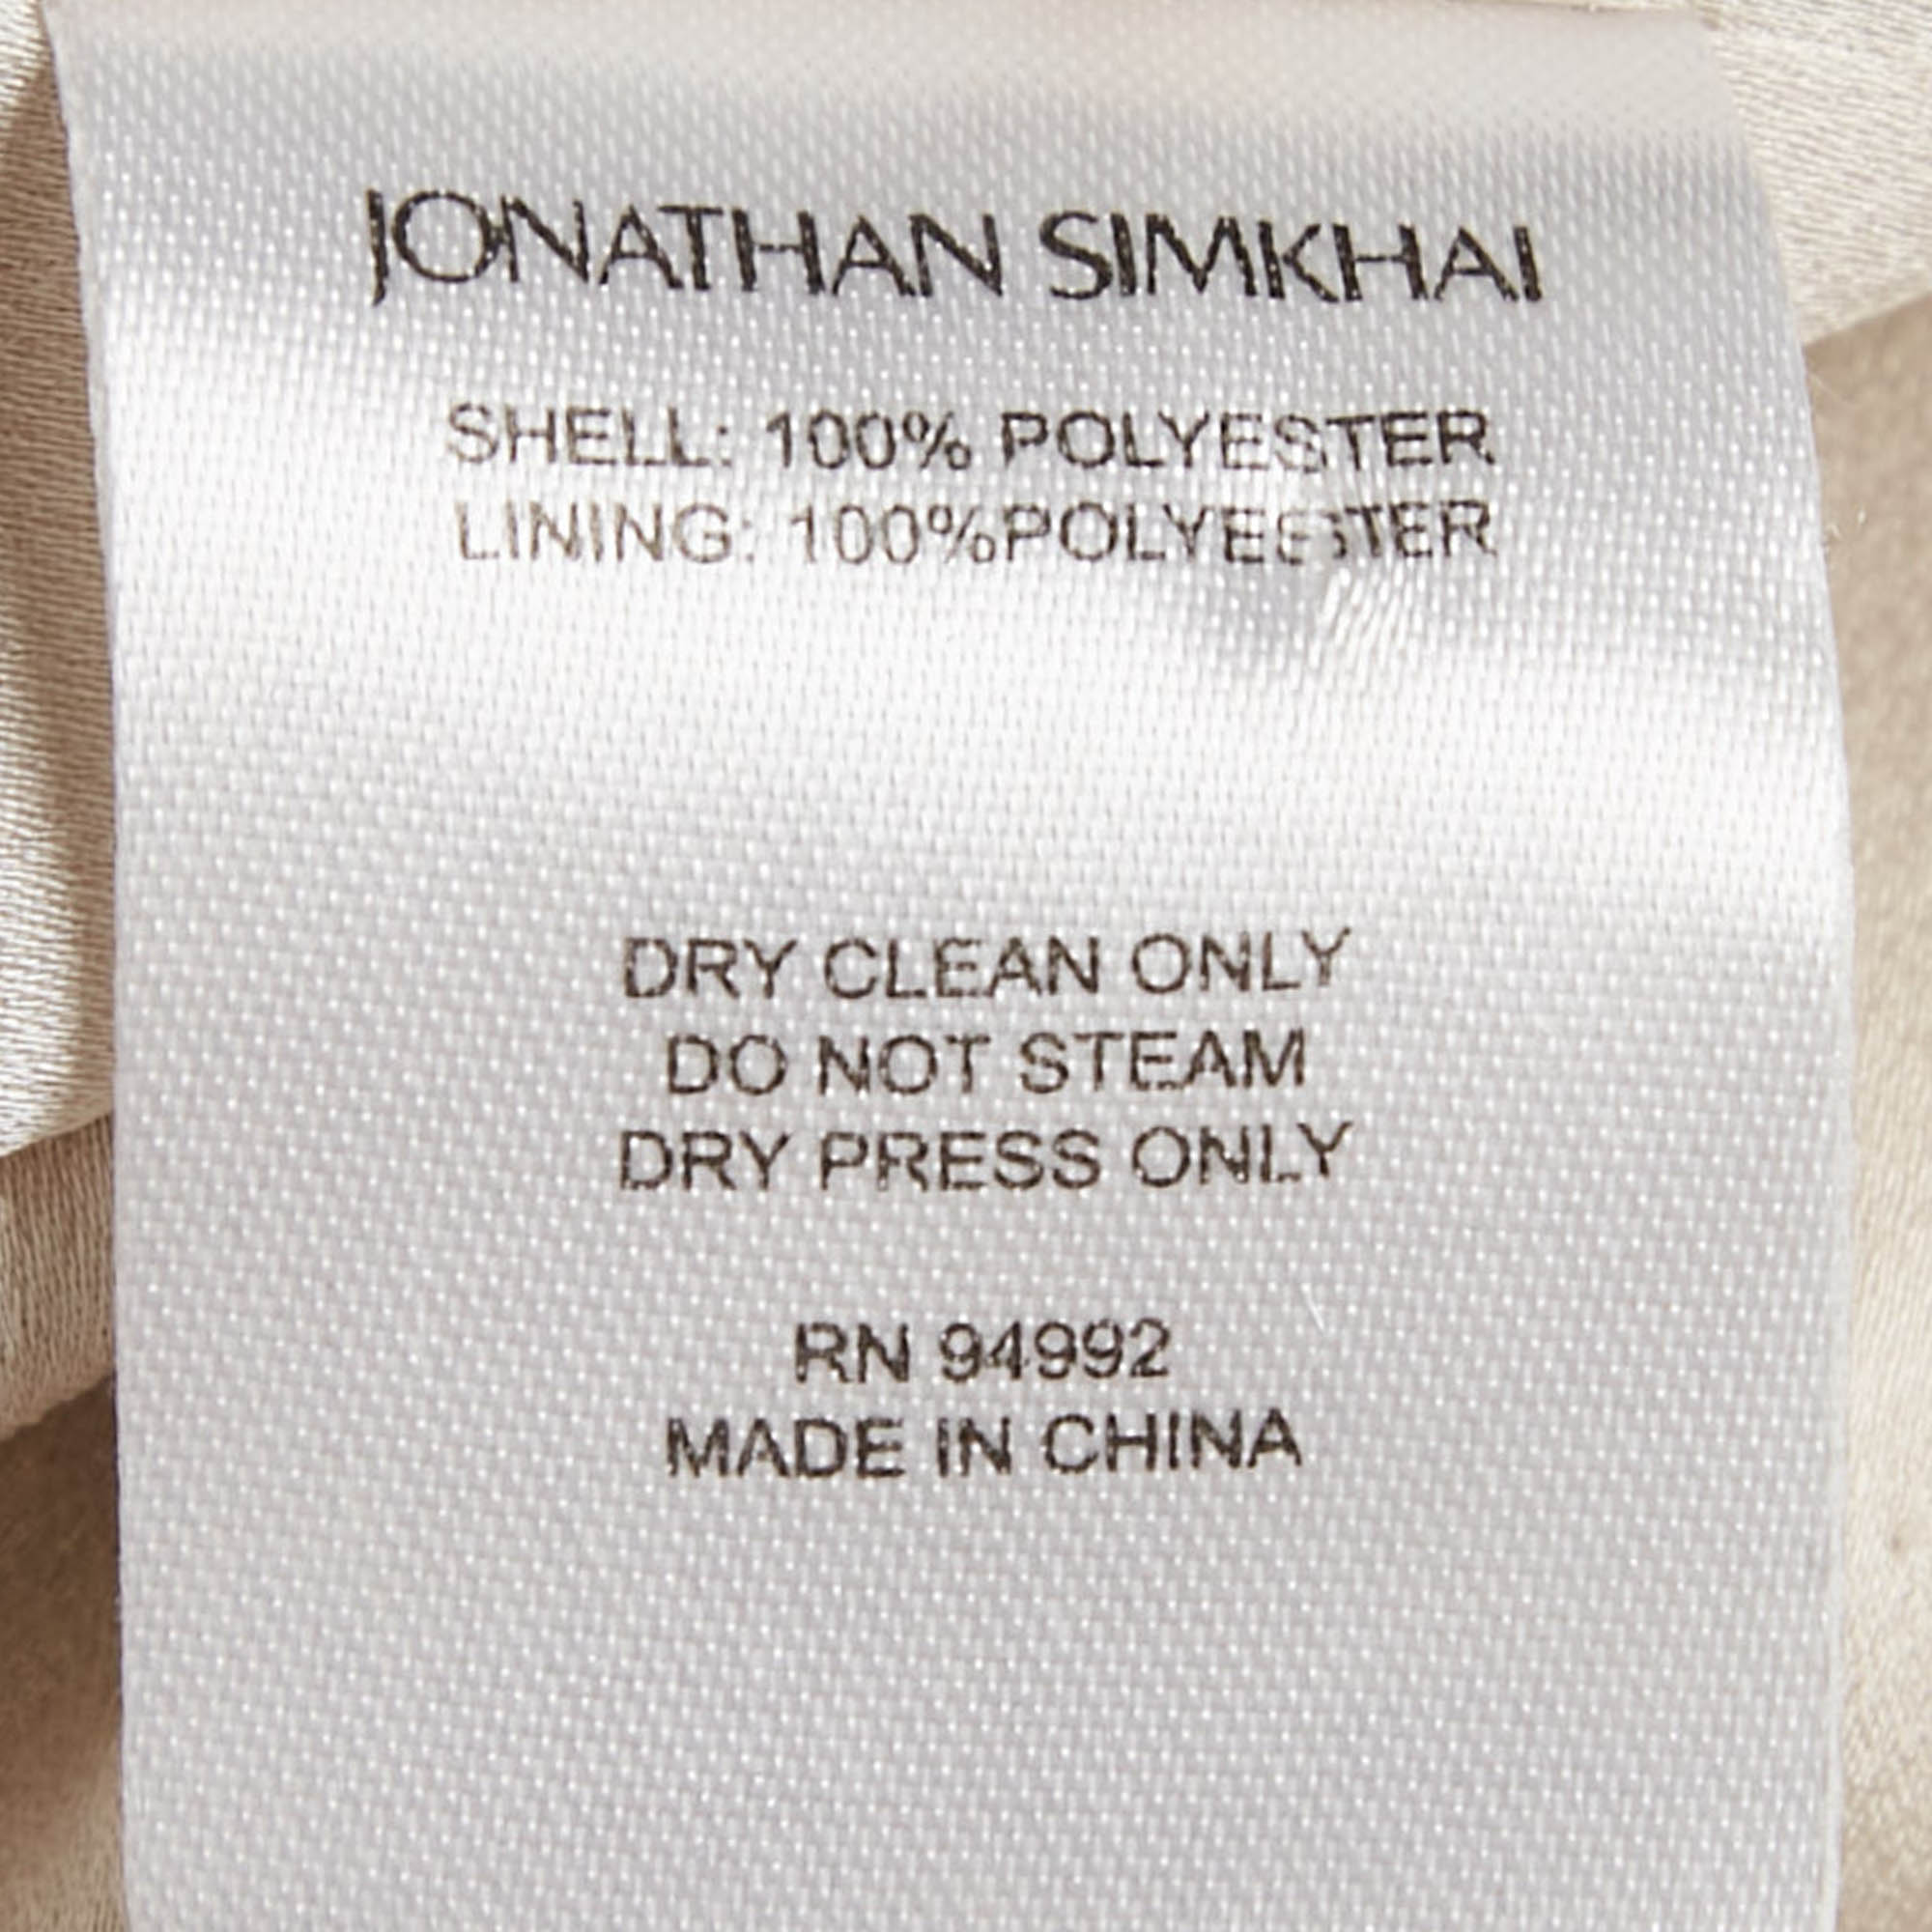 JONATHAN SIMKHAI
SHELL: 100% POLYESTER
LINING: 100%POLYESTER
DRY CLEAN ONLY
DO NOT STEAM
DRY PRESS ONLY
RN 94992
MADE IN CHINA